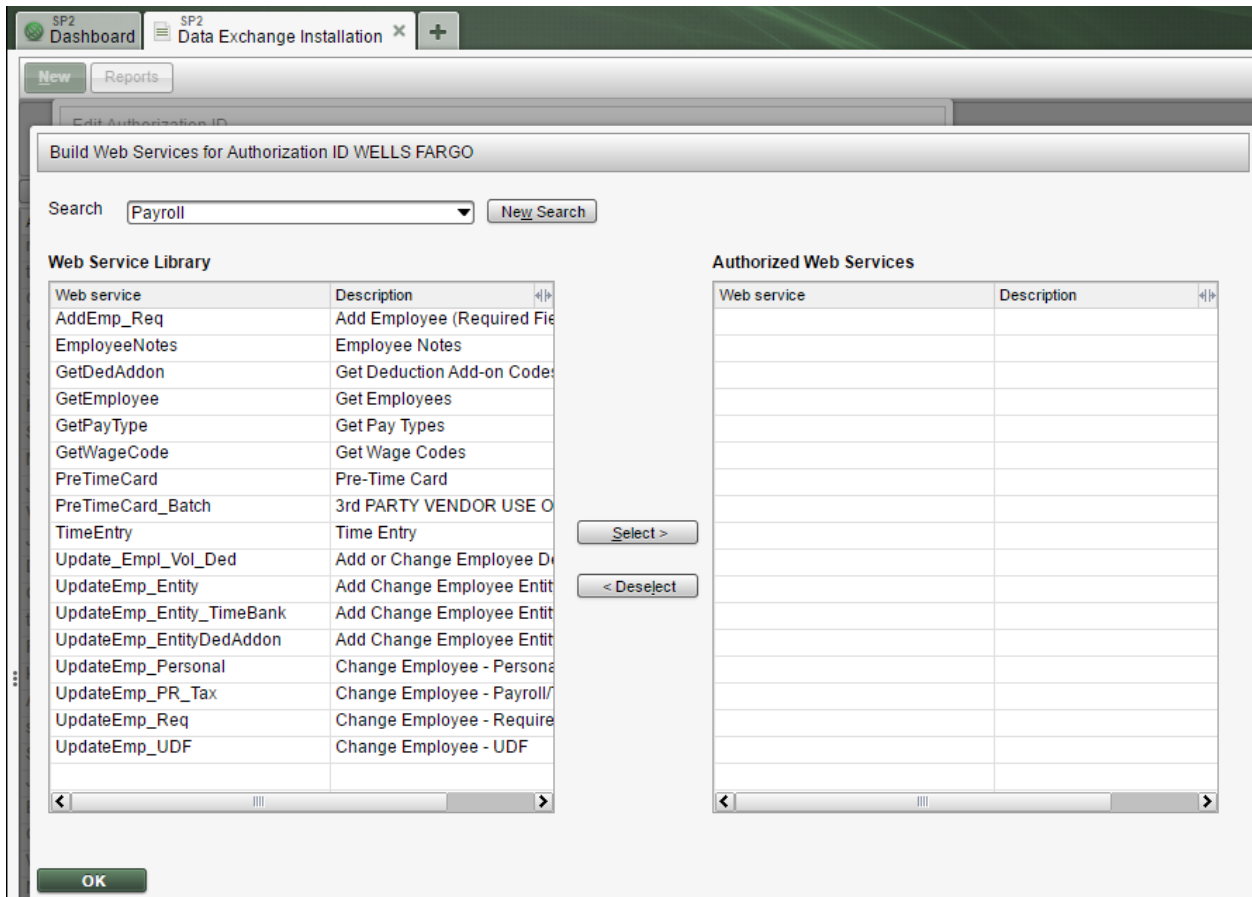 SP2
Dashboard
SP2
Data Exchange Installation
New
Reports
Edit Authorization ID
Build Web Services for Authorization ID WELLS FARGO
Search
Payroll
New Search
Web Service Library
Authorized Web Services
Web service Description
Web service Description
AddEmp_Req Add Employee (Required Fie
EmployeeNotes Employee Notes
GetDedAddon Get Deduction Add-on Codes
GetEmployee Get Employees
GetPayType Get Pay Types
GetWageCode Get Wage Codes
PreTimeCard Pre-Time Card
PreTimeCard_Batch 3rd PARTY VENDOR USE O
TimeEntry Time Entry
Select >
Update_Empl_Vol_Ded Add or Change Employee De
UpdateEmp_Entity Add Change Employee Entit
< Deselect
UpdateEmp_Entity_TimeBank Add Change Employee Entit
UpdateEmp_EntityDedAddon Add Change Employee Entit
UpdateEmp_Personal Change Employee - Persona
UpdateEmp_PR_Tax Change Employee - Payroll/T
UpdateEmp_Req Change Employee - Require
UpdateEmp_UDF Change Employee - UDF
OK